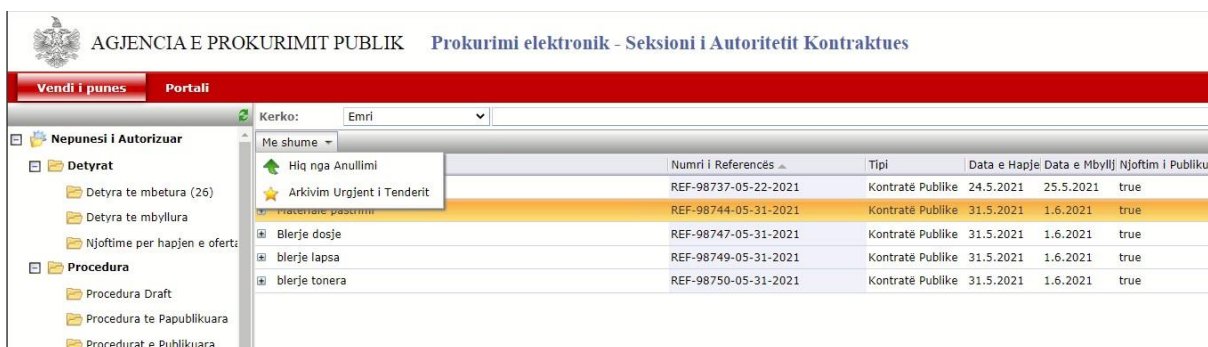 AGJENCIA E PROKURIMIT PUBLIK Prokurimi elektronik - Seksioni i Autoritetit Kontraktues
Vendi i punes Portali
Kerko: Emri
Nepunesi i Autorizuar
Me shume
Detyrat
Hiq nga Anullimi
Numri i Referencës Tipi Data e Hapje Data e Mbyllj Njoftim i Publiku
Detyra te mbetura (26)
Arkivim Urgjent i Tenderit
REF-98737-05-22-2021 Kontratë Publike 24.5.2021 25.5.2021 true
Detyra te mbyllura
Materiale pastrimi REF-98744-05-31-2021 Kontratë Publike 31.5.2021 1.6.2021 true
Njoftime per hapjen e oferta
Blerje dosje REF-98747-05-31-2021 Kontratë Publike 31.5.2021 1.6.2021 true
Procedura
blerje lapsa REF-98749-05-31-2021 Kontratë Publike 31.5.2021 1.6.2021 true
Procedura Draft
blerje tonera REF-98750-05-31-2021 Kontratë Publike 31.5.2021 1.6.2021 true
Procedura te Papublikuara
Procedurat e Publikuara